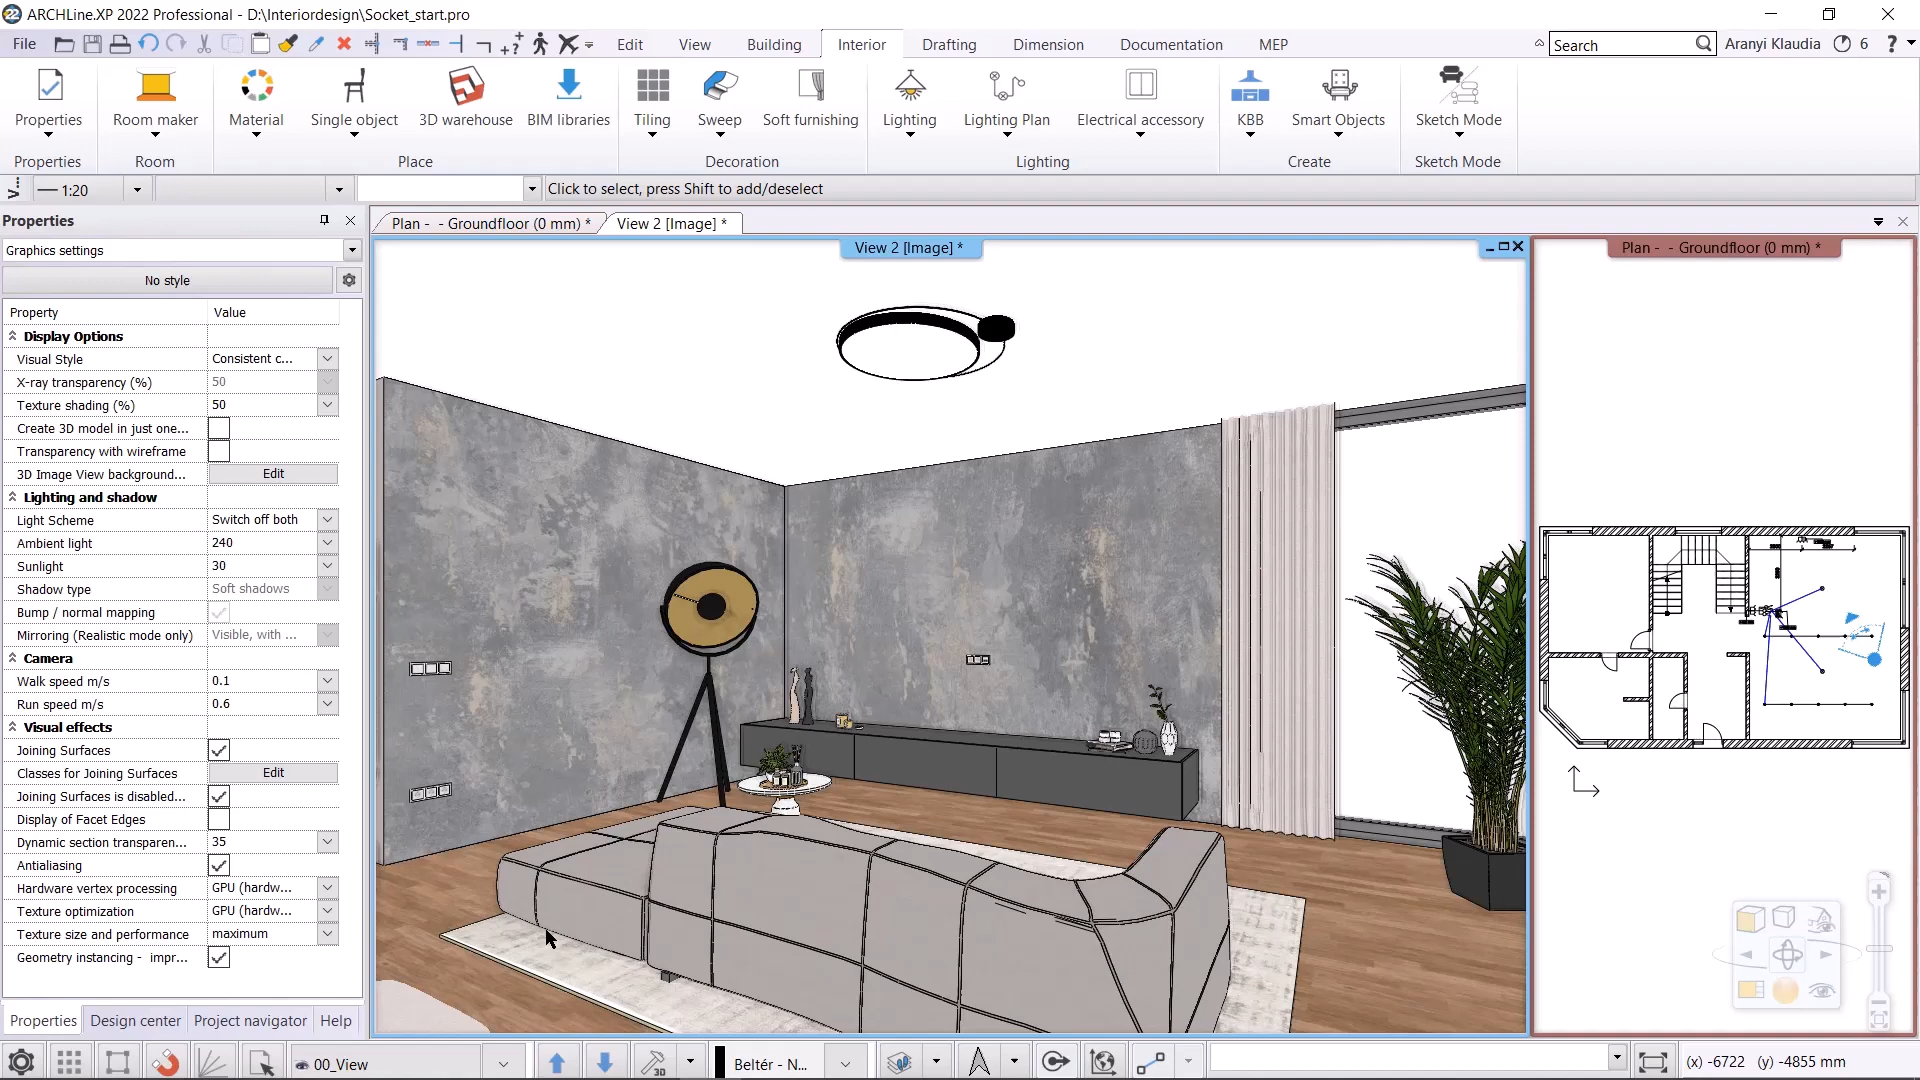 ARCHLine.XP 2022 Professional - D:\Interiordesign\Socket_start.pro
File Edit View Building Interior Drafting Dimension Documentation MEP Search Aranyi Klaudia 6 ?
Properties Room maker Material Single object 3D warehouse BIM libraries Tiling Sweep Soft furnishing Lighting Lighting Plan Electrical accessory KBB Smart Objects Sketch Mode
Properties Room Place Decoration Lighting Create Sketch Mode
1:20 Click to select, press Shift to add/deselect
Properties
Plan - - Groundfloor (0 mm) * View 2 [Image] *
View 2 [Image] * Plan - - Groundfloor (0 mm) *
Graphics settings
No style
Property Value
Display Options
Visual Style Consistent c...
X-ray transparency (%) 50
Texture shading (%) 50
Create 3D model in just one...
Transparency with wireframe
3D Image View background... Edit
Lighting and shadow
Light Scheme Switch off both
Ambient light 240
Sunlight 30
Shadow type Soft shadows
Bump / normal mapping
Mirroring (Realistic mode only) Visible, with ...
Camera
Walk speed m/s 0.1
Run speed m/s 0.6
Visual effects
Joining Surfaces
Classes for Joining Surfaces Edit
Joining Surfaces is disabled...
Display of Facet Edges
Dynamic section transparen... 35
Antialiasing
Hardware vertex processing GPU (hardw...
Texture optimization GPU (hardw...
Texture size and performance maximum
Geometry instancing - impr...
Properties Design center Project navigator Help
00_View 3D Beltér - N... (x) -6722 (y) -4855 mm